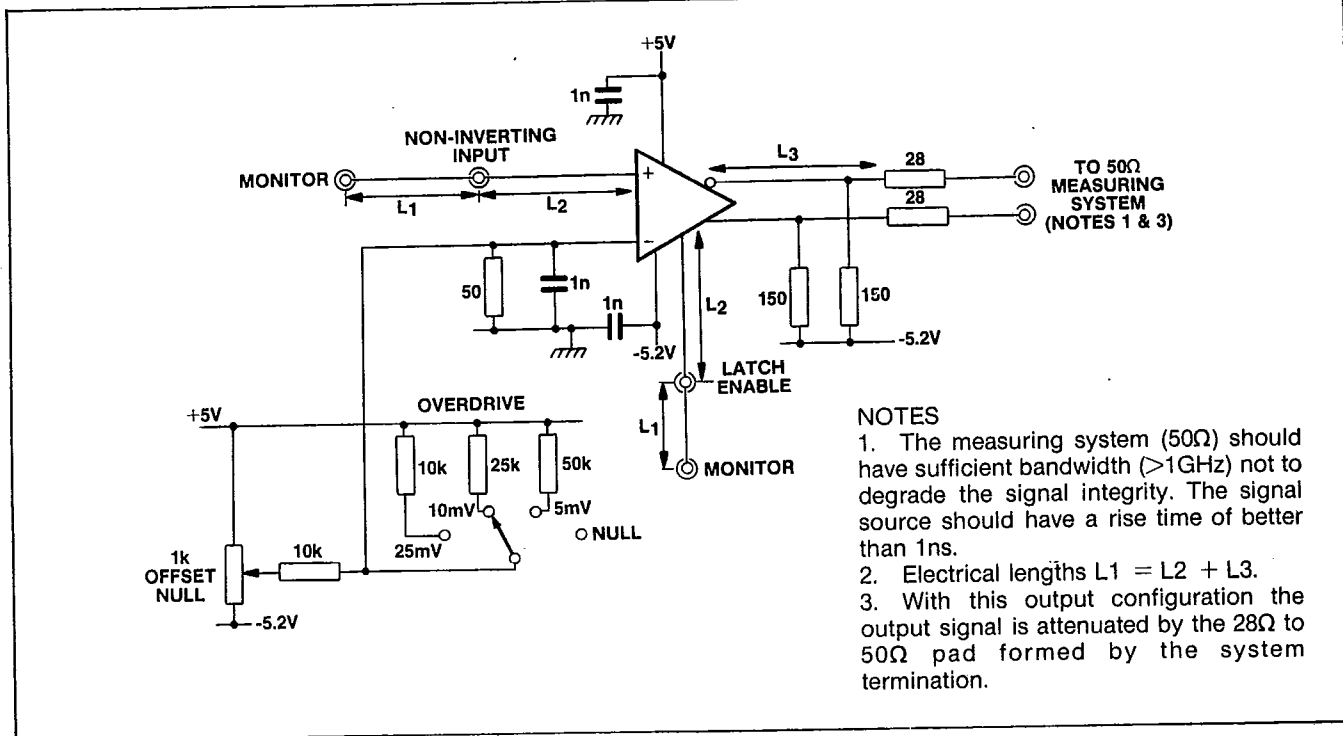 +5V
1n
NON-INVERTING
INPUT
MONITOR
L1
L2
+
−
L3
28
28
TO 50Ω
MEASURING
SYSTEM
(NOTES 1 & 3)
50
1n
1n
-5.2V
L2
150
150
-5.2V
LATCH
ENABLE
L1
MONITOR
+5V
OVERDRIVE
10k
25k
50k
10mV
5mV
25mV
NULL
1k
OFFSET
NULL
10k
-5.2V
NOTES
1. The measuring system (50Ω) should
have sufficient bandwidth (>1GHz) not to
degrade the signal integrity. The signal
source should have a rise time of better
than 1ns.
2. Electrical lengths L1 = L2 + L3.
3. With this output configuration the
output signal is attenuated by the 28Ω to
50Ω pad formed by the system
termination.